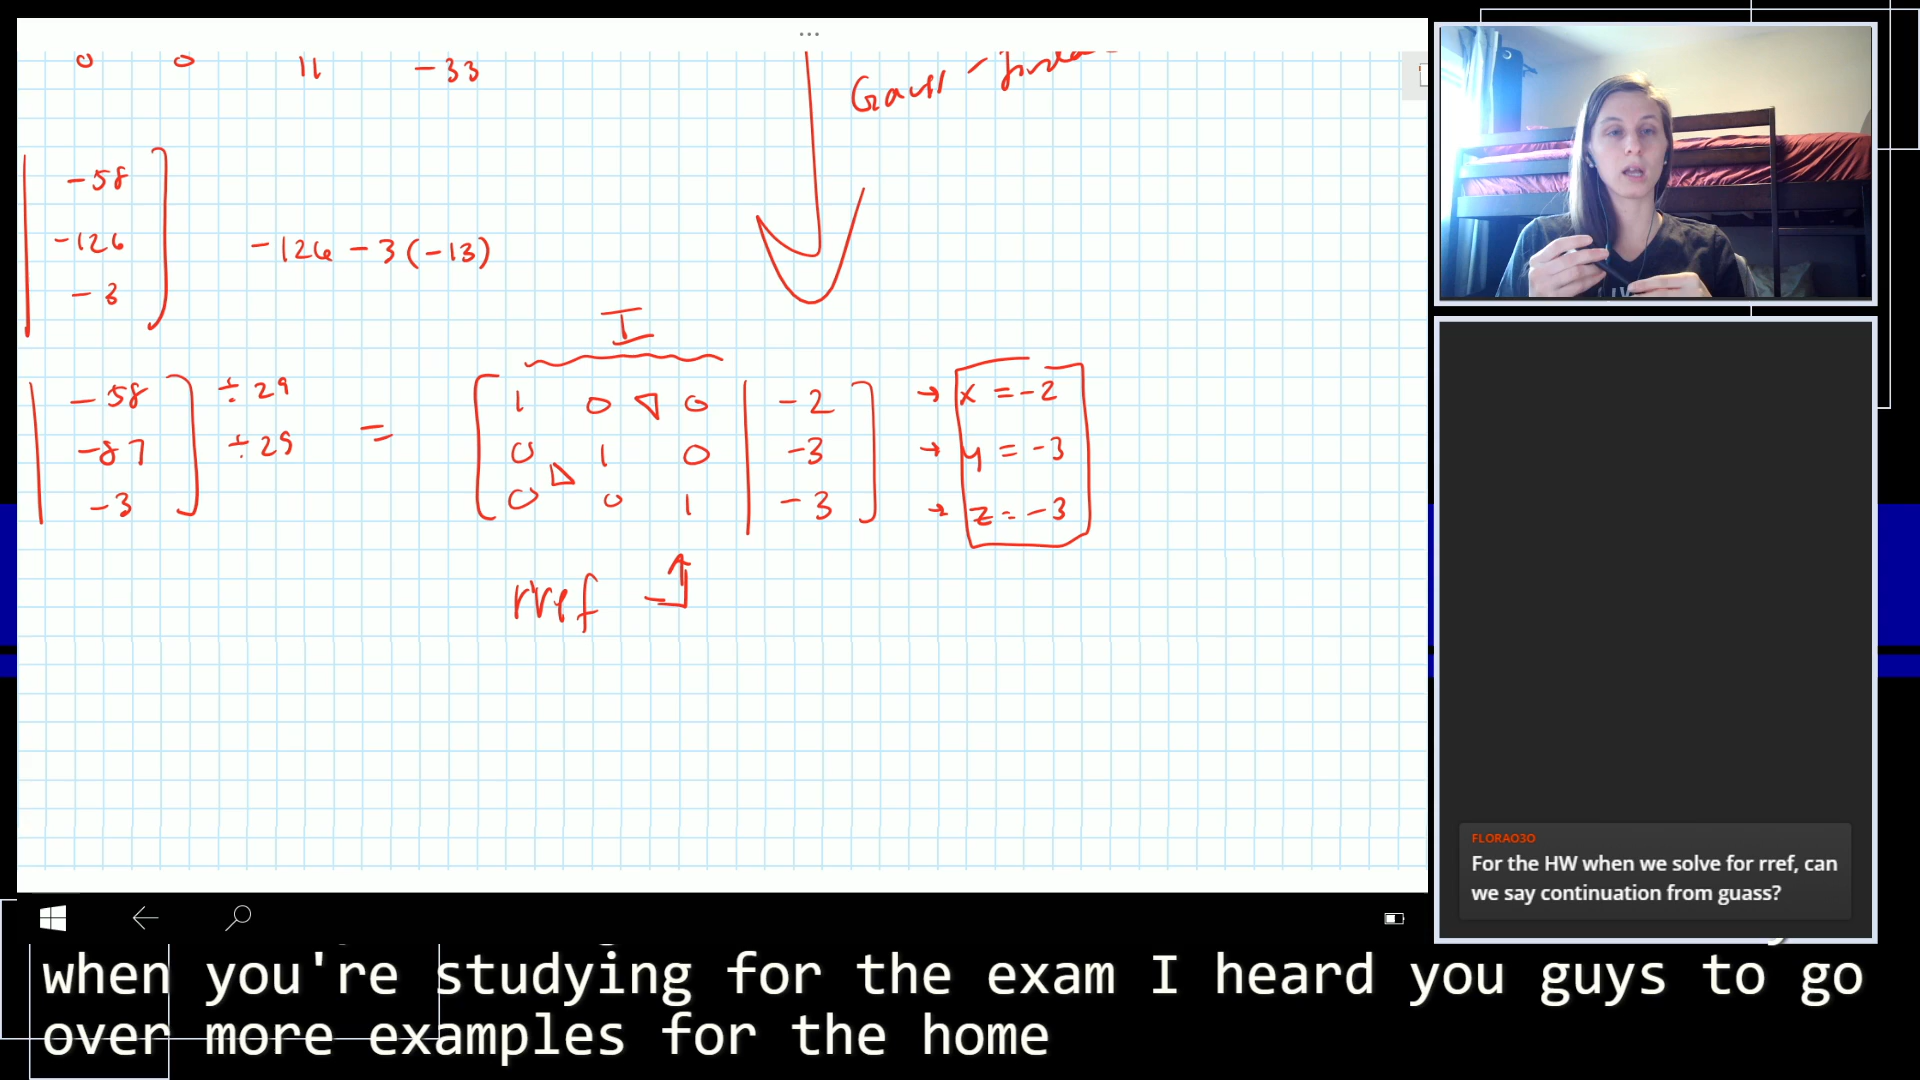 0 0 11 -33
Gauss-Jordan
-58
-126 -126 - 3(-13)
-3
I
-58 ÷29 = 1 0 0 | -2 → x = -2
-87 ÷29 0 1 0 | -3 → y = -3
-3 0 0 1 | -3 → z = -3
rref
FLORAO3O
For the HW when we solve for rref, can
we say continuation from guass?
when you're studying for the exam I heard you guys to go
over more examples for the home